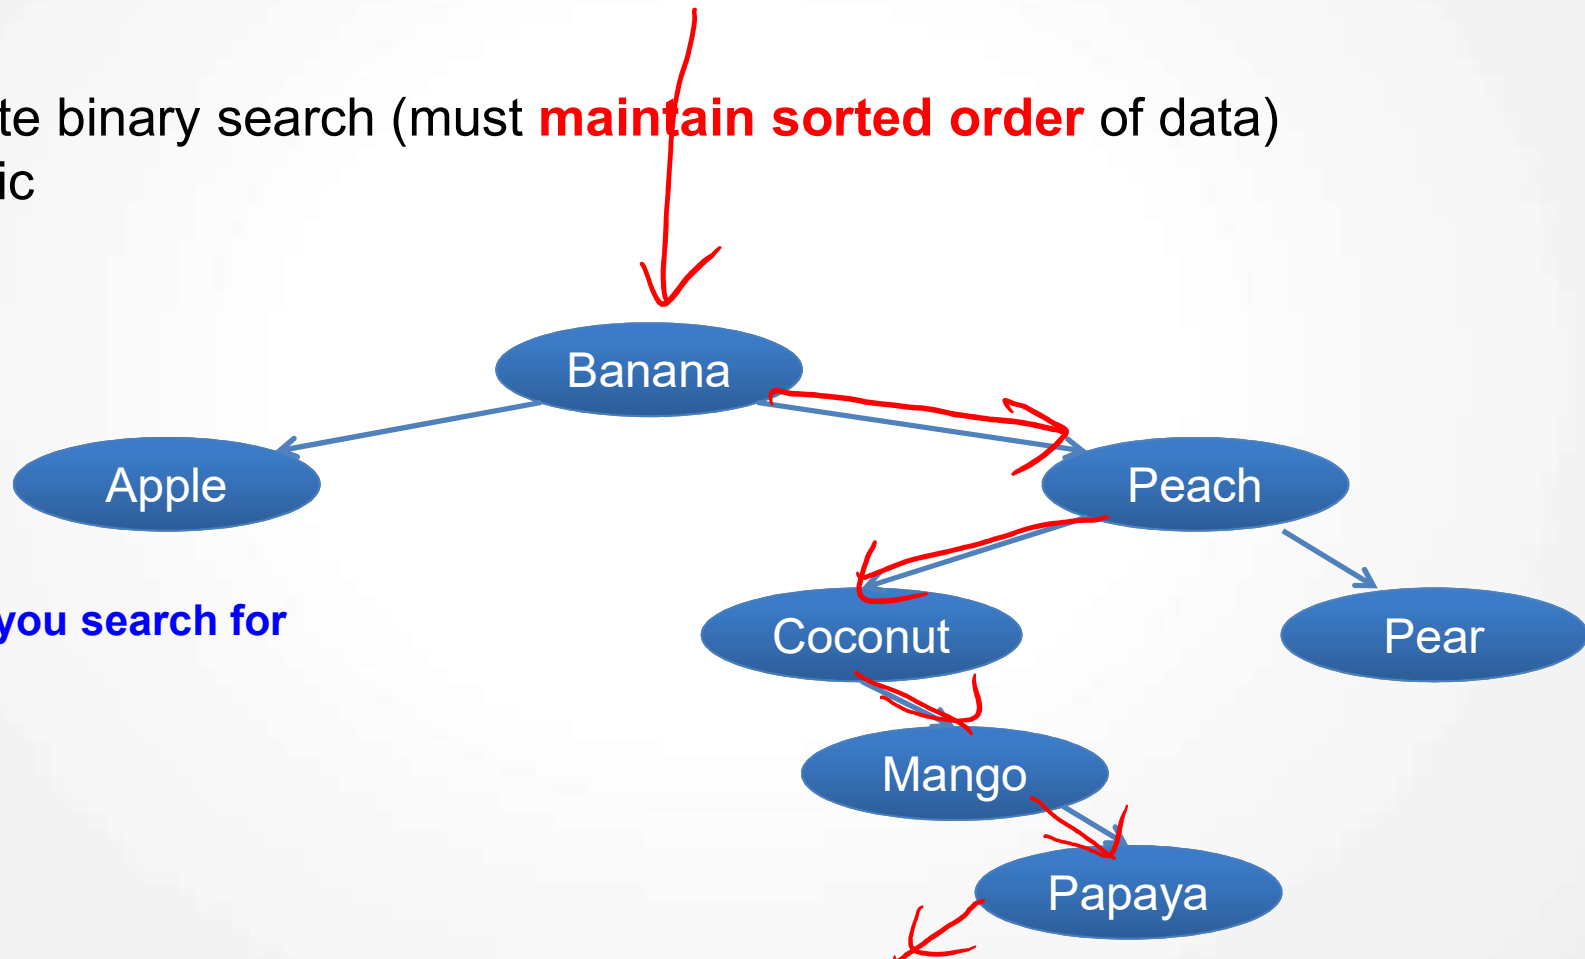 te binary search (must maintain sorted order of data)
ic
Banana
Apple
Peach
you search for
Coconut
Pear
Mango
Papaya